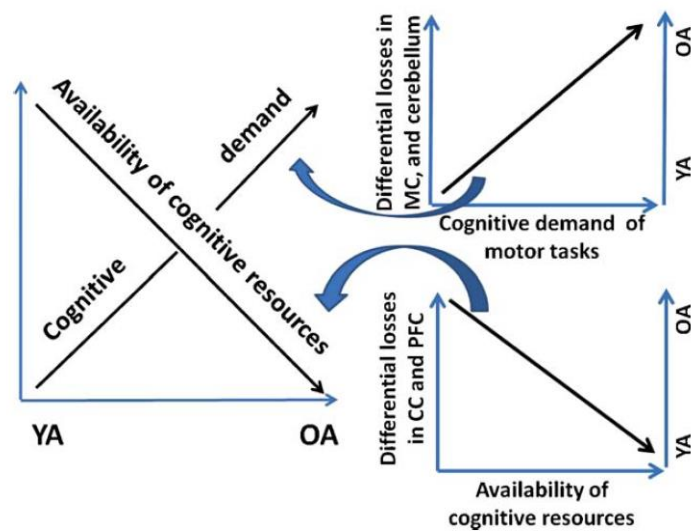 Availability of cognitive resources
Cognitive demand
YA
OA
Differential losses in
MC, and cerebellum
YA OA
Cognitive demand of
motor tasks
Differential losses
in CC and PFC
YA OA
Availability of
cognitive resources